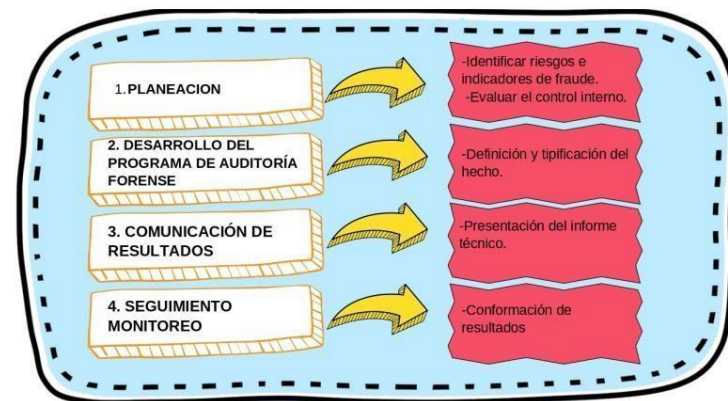 1.PLANEACION
-Identificar riesgos e
indicadores de fraude.
-Evaluar el control interno.
2. DESARROLLO DEL
PROGRAMA DE AUDITORÍA
FORENSE
-Definición y tipificación del
hecho.
3. COMUNICACIÓN DE
RESULTADOS
-Presentación del informe
técnico.
4. SEGUIMIENTO
MONITOREO
-Conformación de
resultados